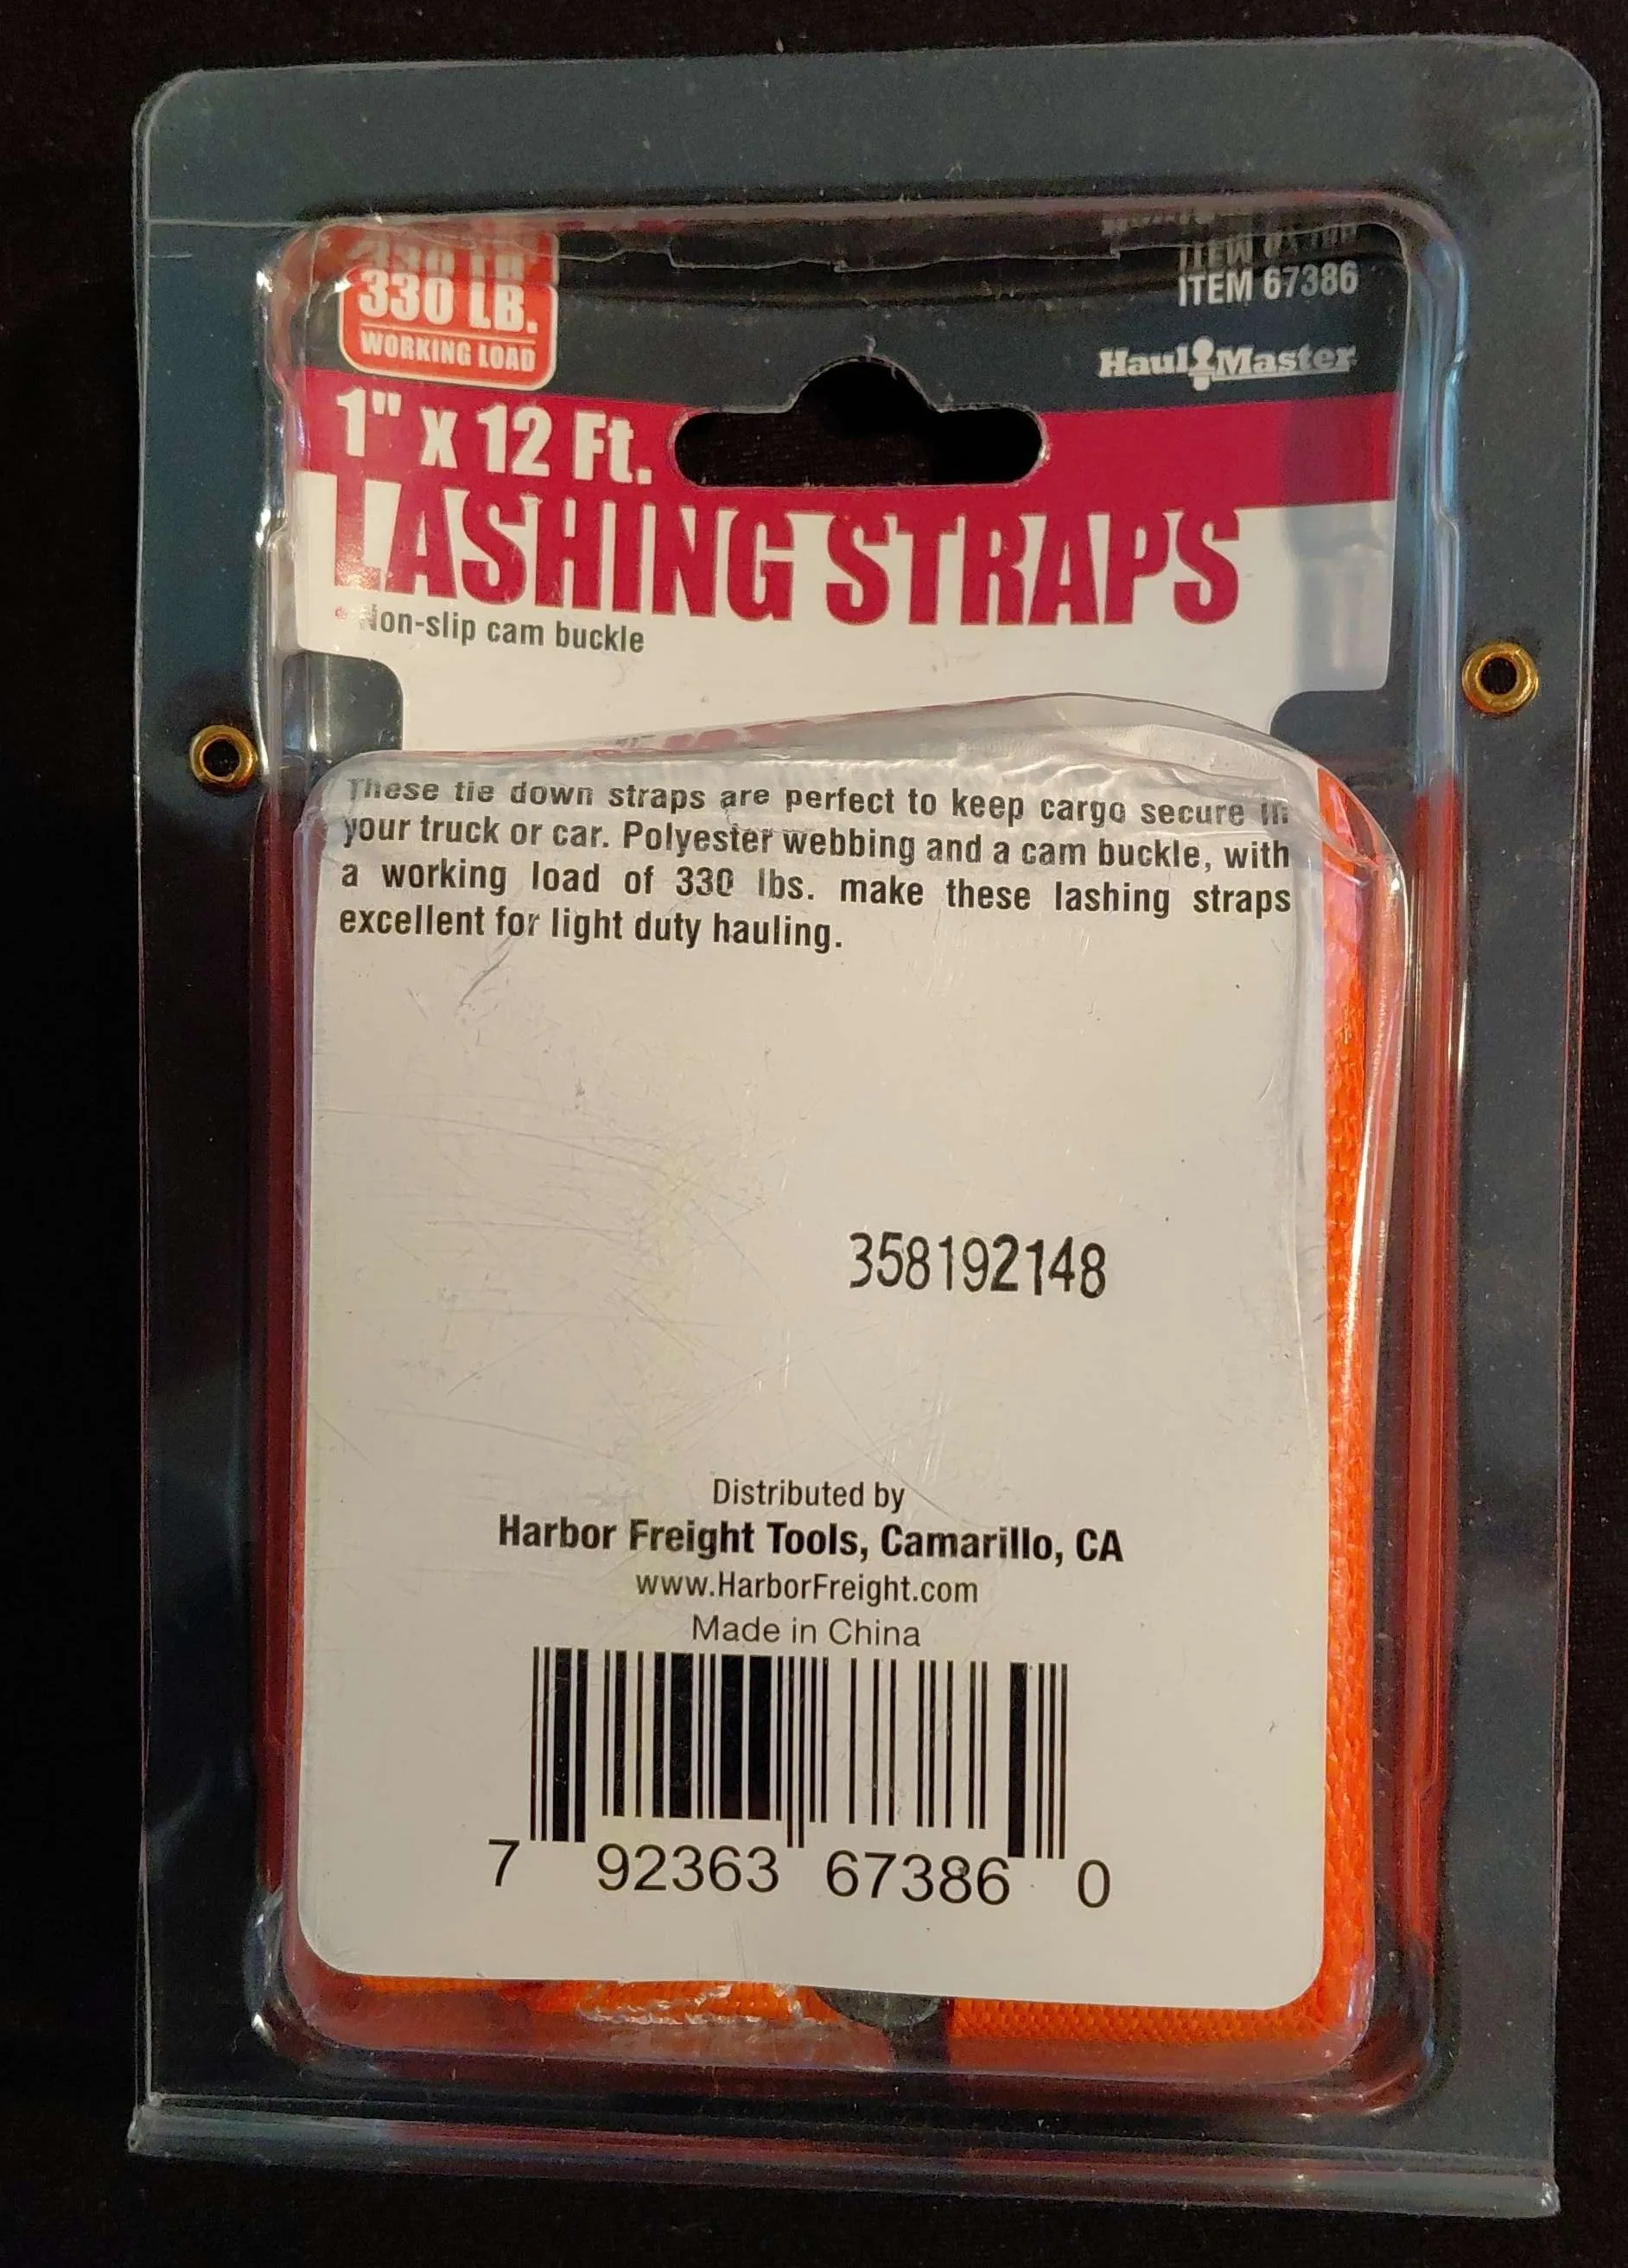 330 LB.
WORKING LOAD
ITEM 67386
Haul Master
1" x 12 Ft.
LASHING STRAPS
Non-slip cam buckle
These tie down straps are perfect to keep cargo secure in
your truck or car. Polyester webbing and a cam buckle, with
a working load of 330 lbs. make these lashing straps
excellent for light duty hauling.
358192148
Distributed by
Harbor Freight Tools, Camarillo, CA
www.HarborFreight.com
Made in China
7 92363 67386 0